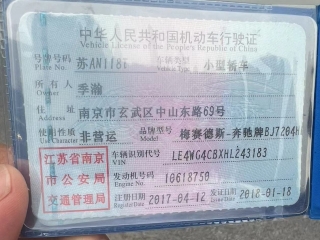 中华人民共和国机动车行驶证
Vehicle License of the People's Republic of China
号牌号码 车辆类型 小型轿车
Plate No. Vehicle Type
所有人 季瀚
Owner
住址 南京市玄武区中山东路69号
Address
使用性质 非营运 品牌型号 梅赛德斯-奔驰牌BJ7204H
Use Character Model
江苏省南京市公安局交通管理局
车辆识别代号 LE4WG4CBXHL243183
VIN
发动机号码 10618750
Engine No.
注册日期 2017-04-12 发证日期 2018-01-18
Register Date Issue Date